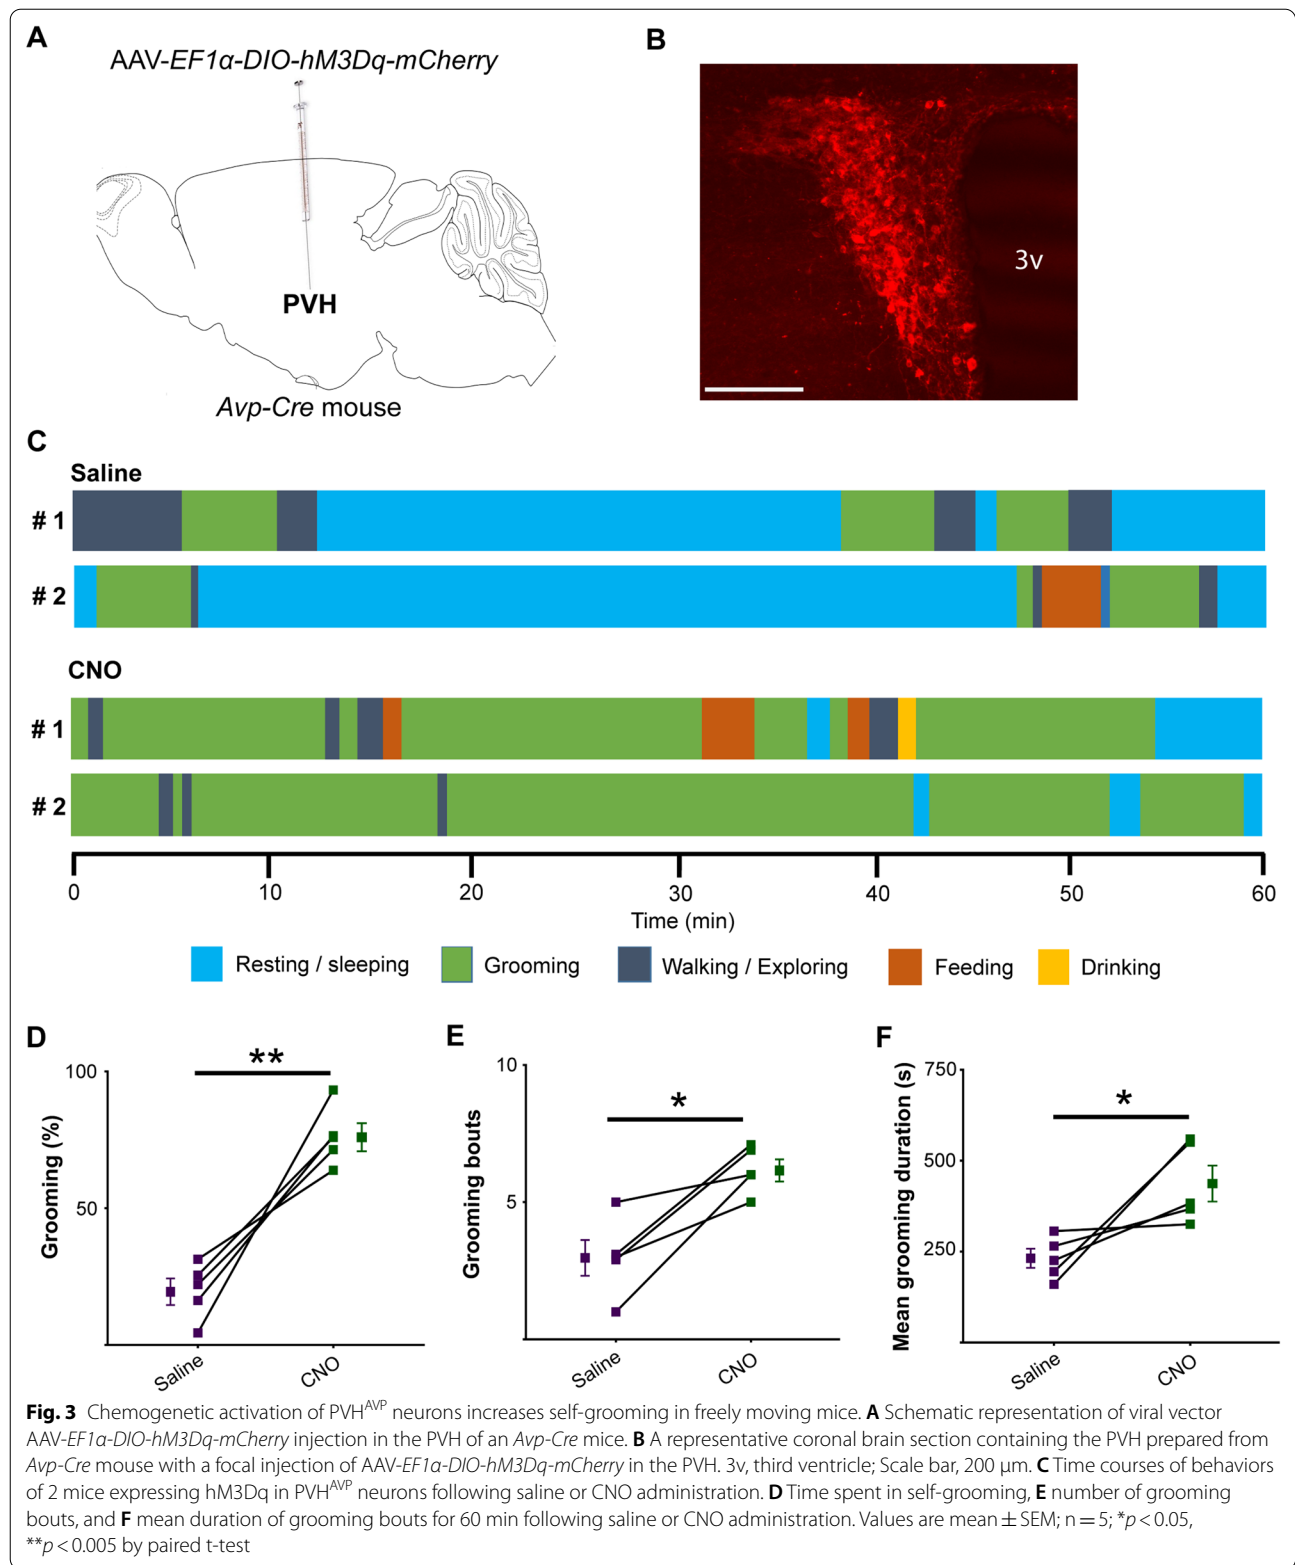 A
AAV-EF1α-DIO-hM3Dq-mCherry
PVH
Avp-Cre mouse
B
3v
C
Saline
# 1
# 2
CNO
# 1
# 2
0 10 20 30 40 50 60
Time (min)
Resting / sleeping Grooming Walking / Exploring Feeding Drinking
D
**
100
50
Grooming (%)
Saline CNO
E
*
10
5
Grooming bouts
Saline CNO
F
*
750
500
250
Mean grooming duration (s)
Saline CNO
Fig. 3 Chemogenetic activation of PVHAVP neurons increases self-grooming in freely moving mice. A Schematic representation of viral vector
AAV-EF1α-DIO-hM3Dq-mCherry injection in the PVH of an Avp-Cre mice. B A representative coronal brain section containing the PVH prepared from
Avp-Cre mouse with a focal injection of AAV-EF1α-DIO-hM3Dq-mCherry in the PVH. 3v, third ventricle; Scale bar, 200 µm. C Time courses of behaviors
of 2 mice expressing hM3Dq in PVHAVP neurons following saline or CNO administration. D Time spent in self-grooming, E number of grooming
bouts, and F mean duration of grooming bouts for 60 min following saline or CNO administration. Values are mean ± SEM; n = 5; *p < 0.05,
**p < 0.005 by paired t-test